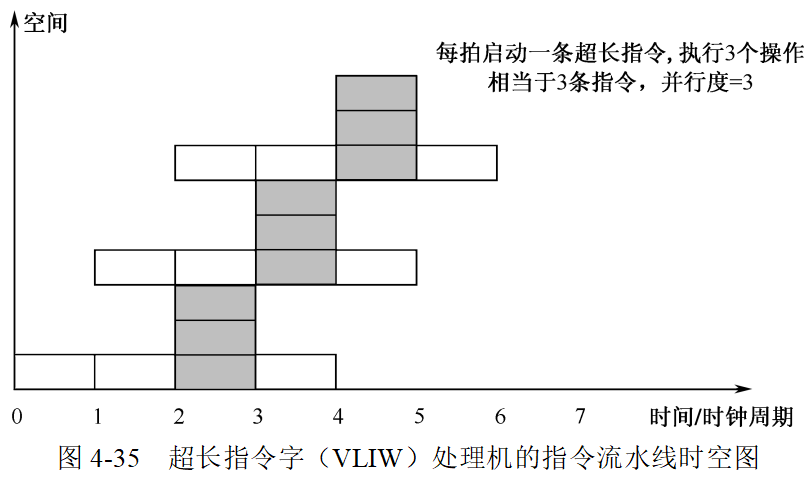 空间
每拍启动一条超长指令,执行3个操作
相当于3条指令，并行度=3
0 1 2 3 4 5 6 7 时间/时钟周期
图 4-35 超长指令字（VLIW）处理机的指令流水线时空图